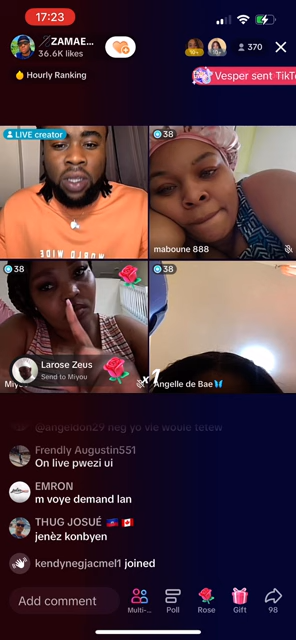 17:23
ZAMAE...
36.6K likes
370
Hourly Ranking
Vesper sent TikTo
LIVE creator
38
maboune 888
38
38
Larose Zeus
Send to Miyou
x1
Angelle de Bae
@angeldon29 neg yo vle woule tetew
Frendly Augustin551
On live pwezi ui
EMRON
m voye demand lan
THUG JOSUÉ 🇭🇹 🇨🇦
jenèz konbyen
kendynegjacmel1 joined
Add comment
Multi-...
Poll
Rose
Gift
98